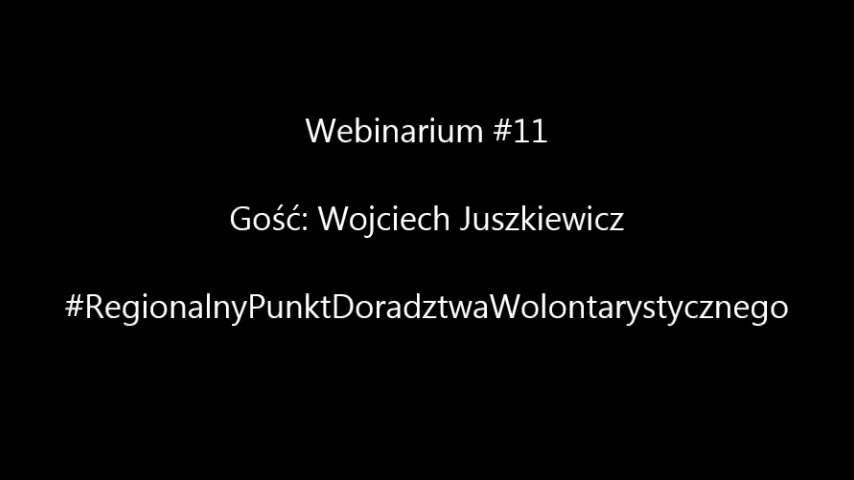 Webinarium #11
Gość: Wojciech Juszkiewicz
#RegionalnyPunktDoradztwaWolontarystycznego